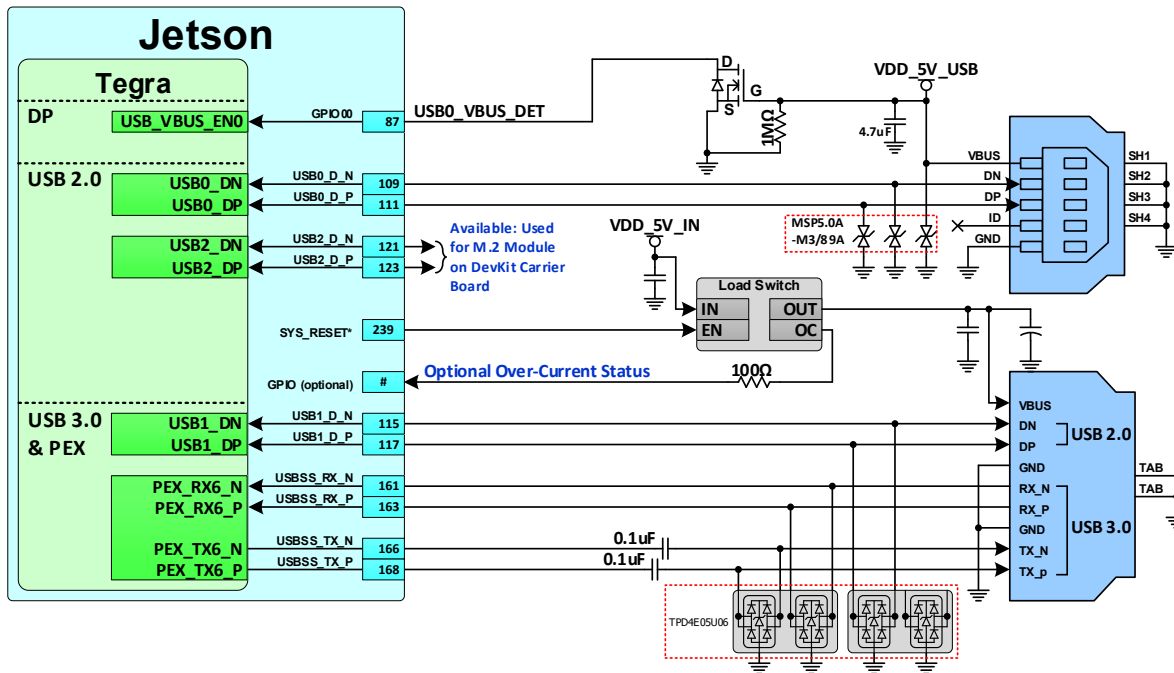 Jetson
Tegra
DP
USB_VBUS_EN0
GPIO00
87
USB0_VBUS_DET
D
S
G
1MΩ
VDD_5V_USB
4.7uF
USB 2.0
USB0_DN
USB0_D_N
109
USB0_DP
USB0_D_P
111
USB2_DN
USB2_D_N
121
USB2_DP
USB2_D_P
123
Available: Used
for M.2 Module
on DevKit Carrier
Board
VBUS
DN
DP
ID
GND
SH1
SH2
SH3
SH4
MSP5.0A
-M3/89A
VDD_5V_IN
Load Switch
IN
OUT
EN
OC
SYS_RESET*
239
GPIO (optional)
#
Optional Over-Current Status
100Ω
USB 3.0
& PEX
USB1_DN
USB1_D_N
115
USB1_DP
USB1_D_P
117
PEX_RX6_N
USBSS_RX_N
161
PEX_RX6_P
USBSS_RX_P
163
PEX_TX6_N
USBSS_TX_N
166
0.1uF
PEX_TX6_P
USBSS_TX_P
168
0.1uF
VBUS
DN
DP
USB 2.0
GND
RX_N
RX_P
GND
USB 3.0
TX_N
TX_p
TAB
TAB
TPD4E05U06